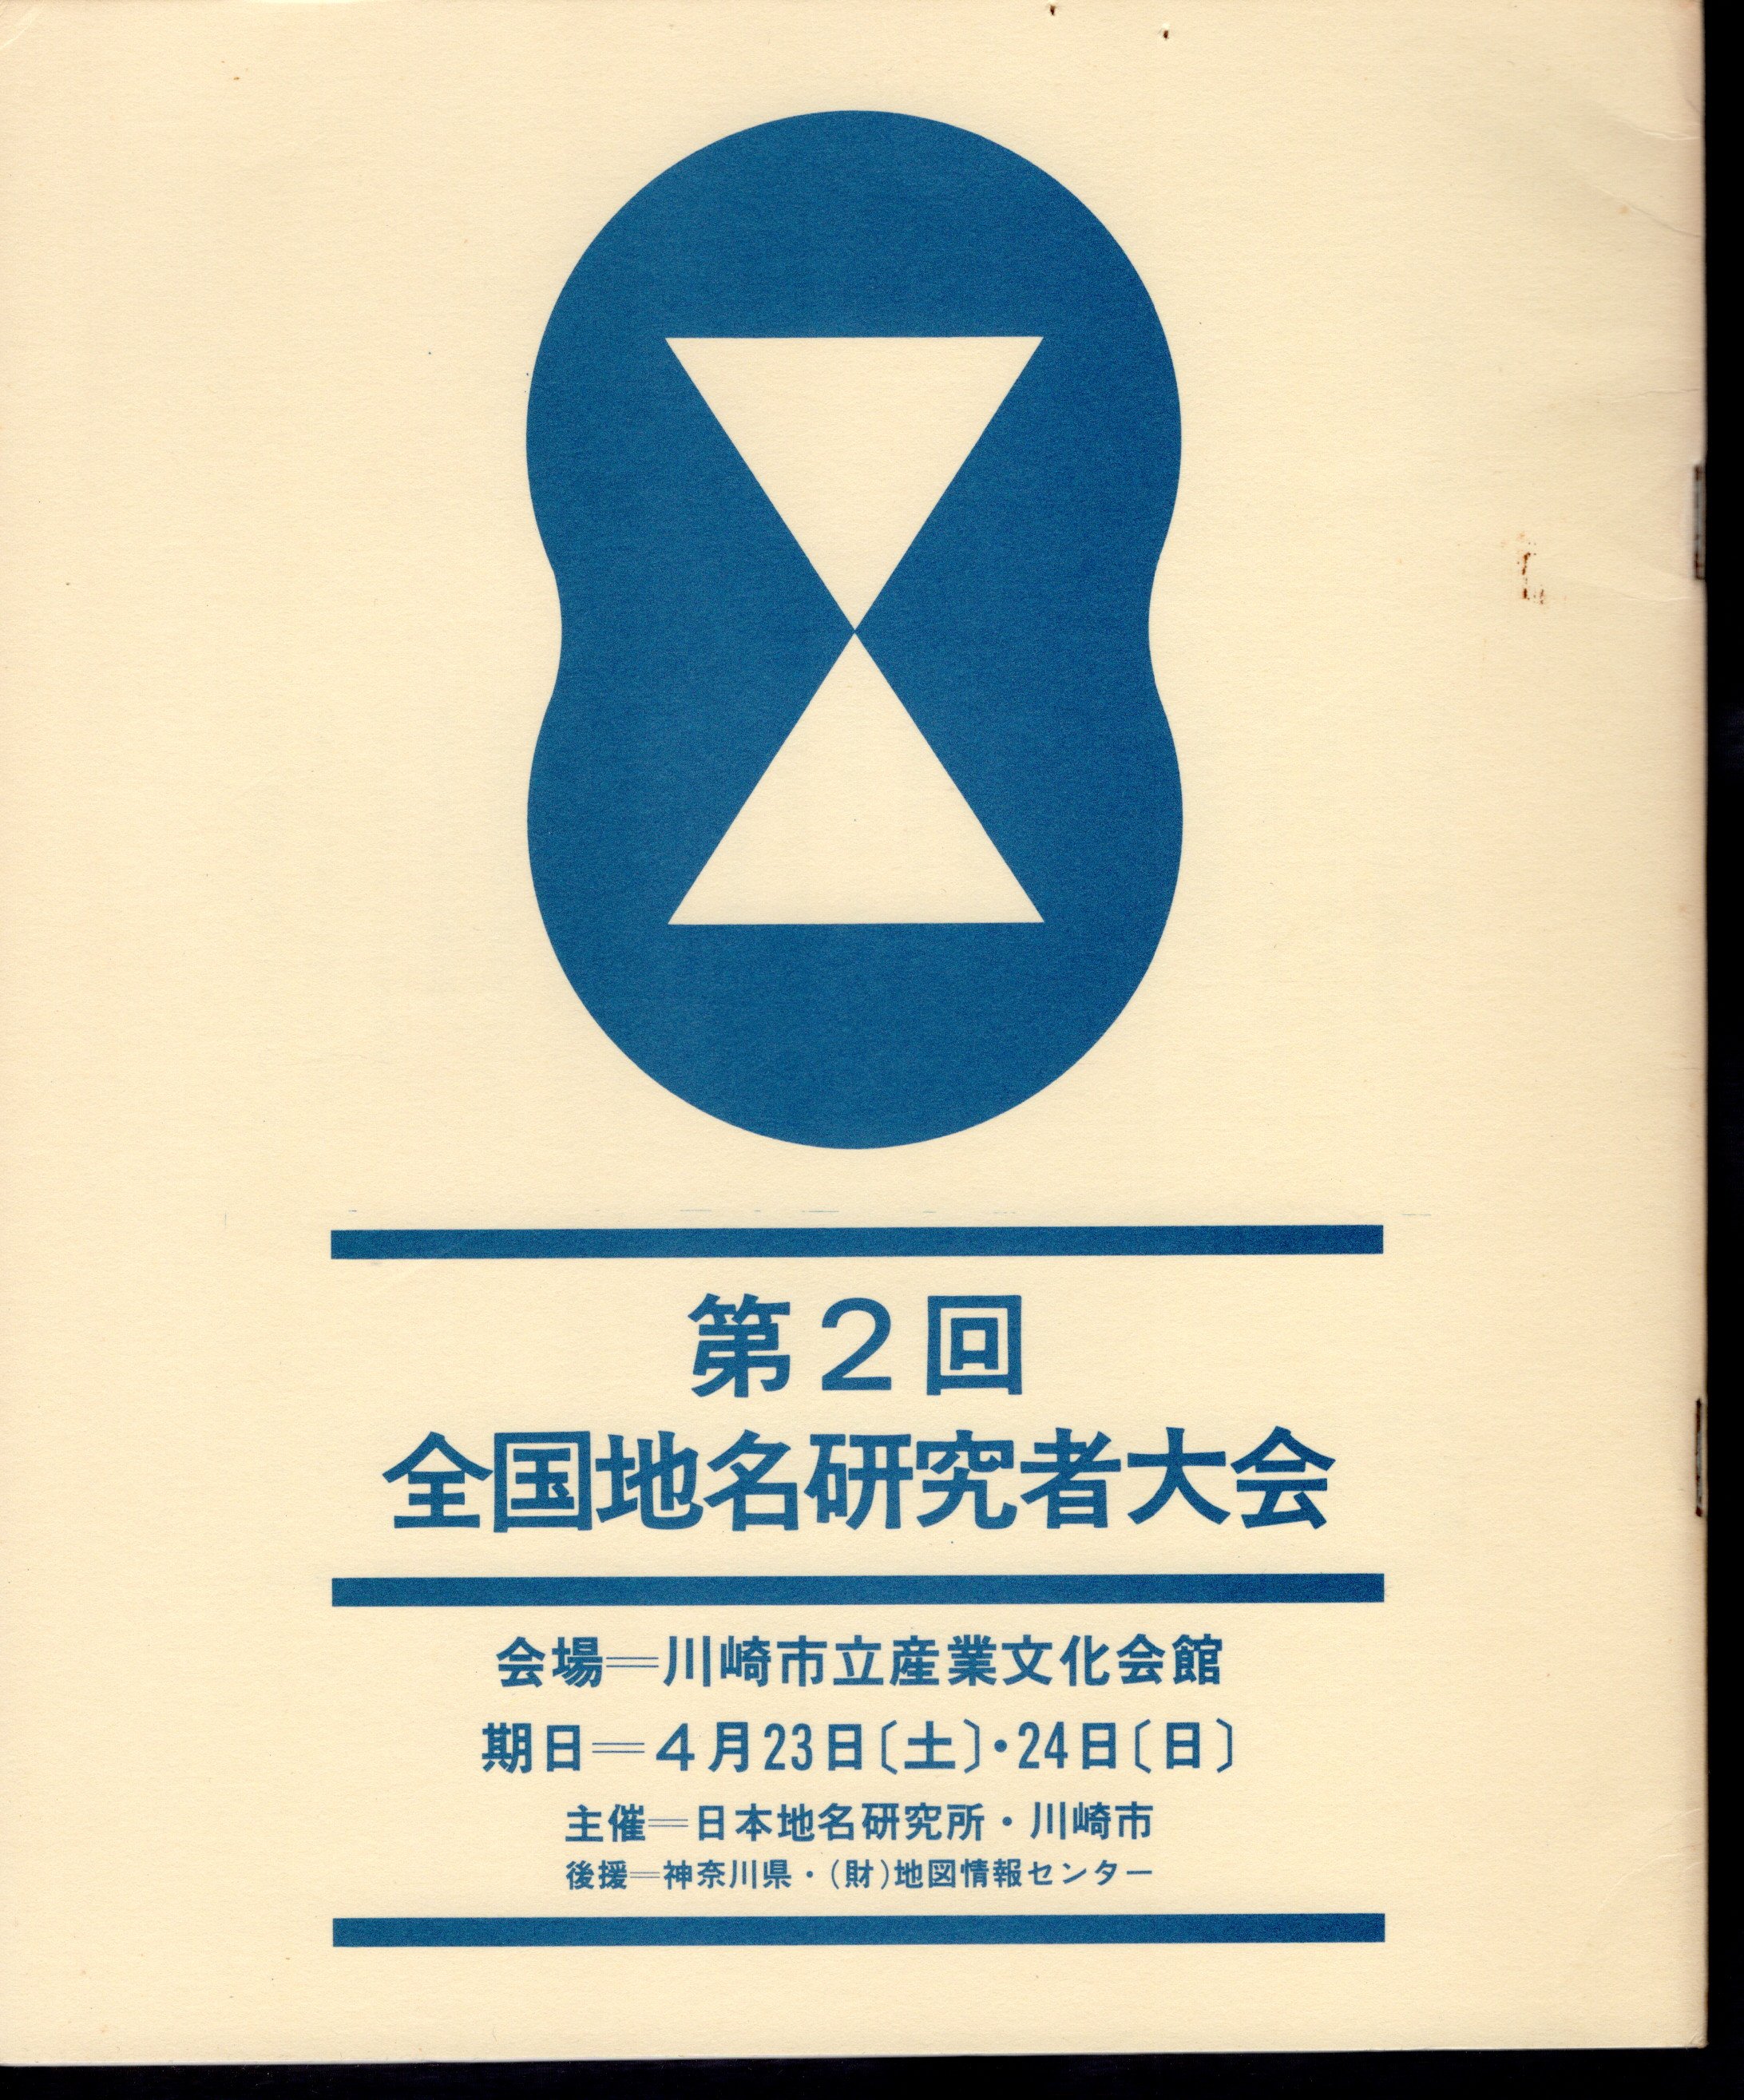 第2回
全国地名研究者大会
会場＝川崎市立産業文化会館
期日＝4月23日〔土〕・24日〔日〕
主催＝日本地名研究所・川崎市
後援＝神奈川県・(財)地図情報センター